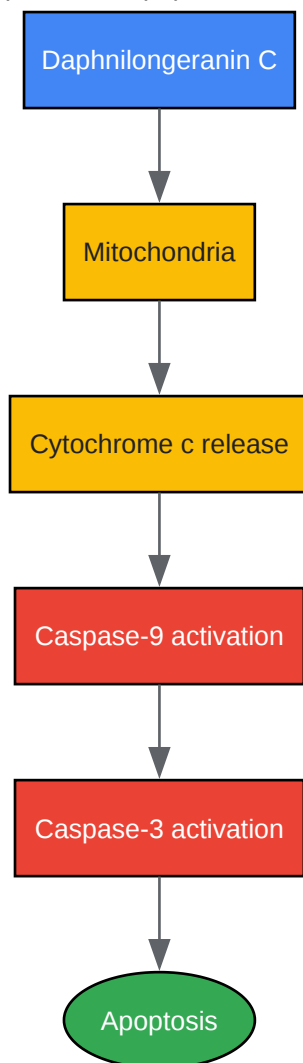 Daphnilongeranin C
Mitochondria
Cytochrome c release
Caspase-9 activation
Caspase-3 activation
Apoptosis